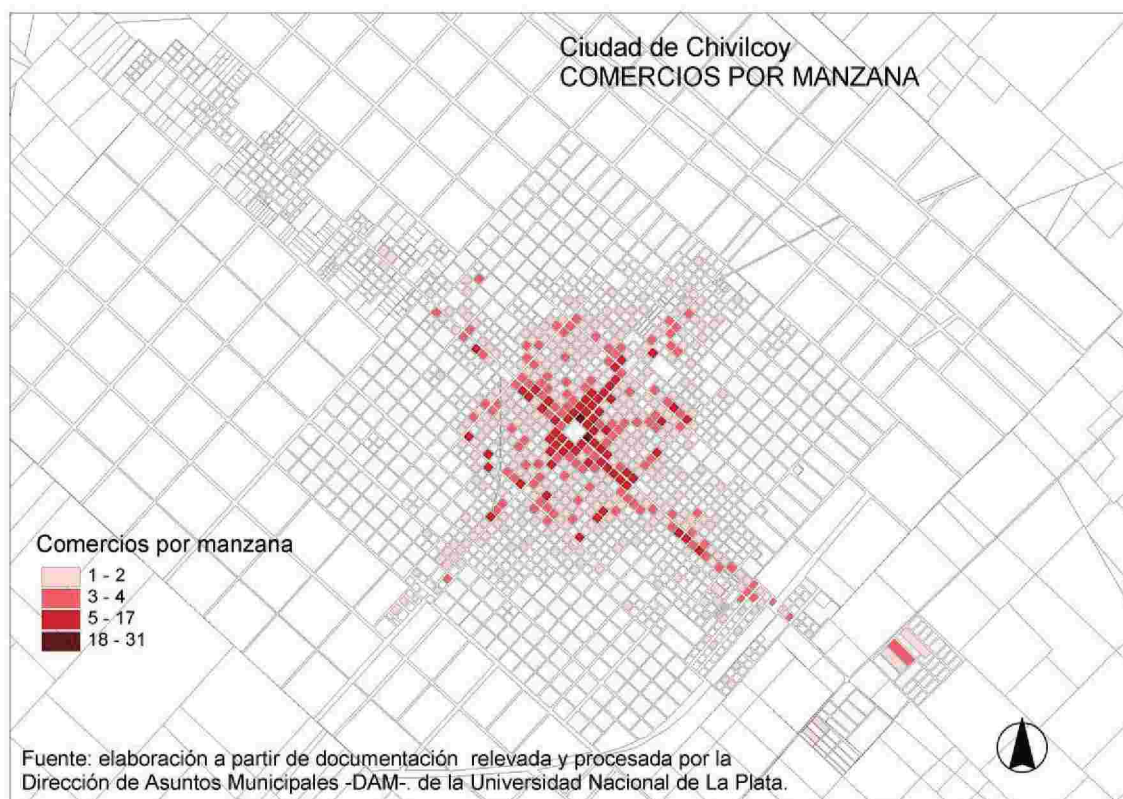 Ciudad de Chivilcoy
COMERCIOS POR MANZANA
Comercios por manzana
1 - 2
3 - 4
5 - 17
18 - 31
Fuente: elaboración a partir de documentación relevada y procesada por la
Dirección de Asuntos Municipales -DAM-. de la Universidad Nacional de La Plata.